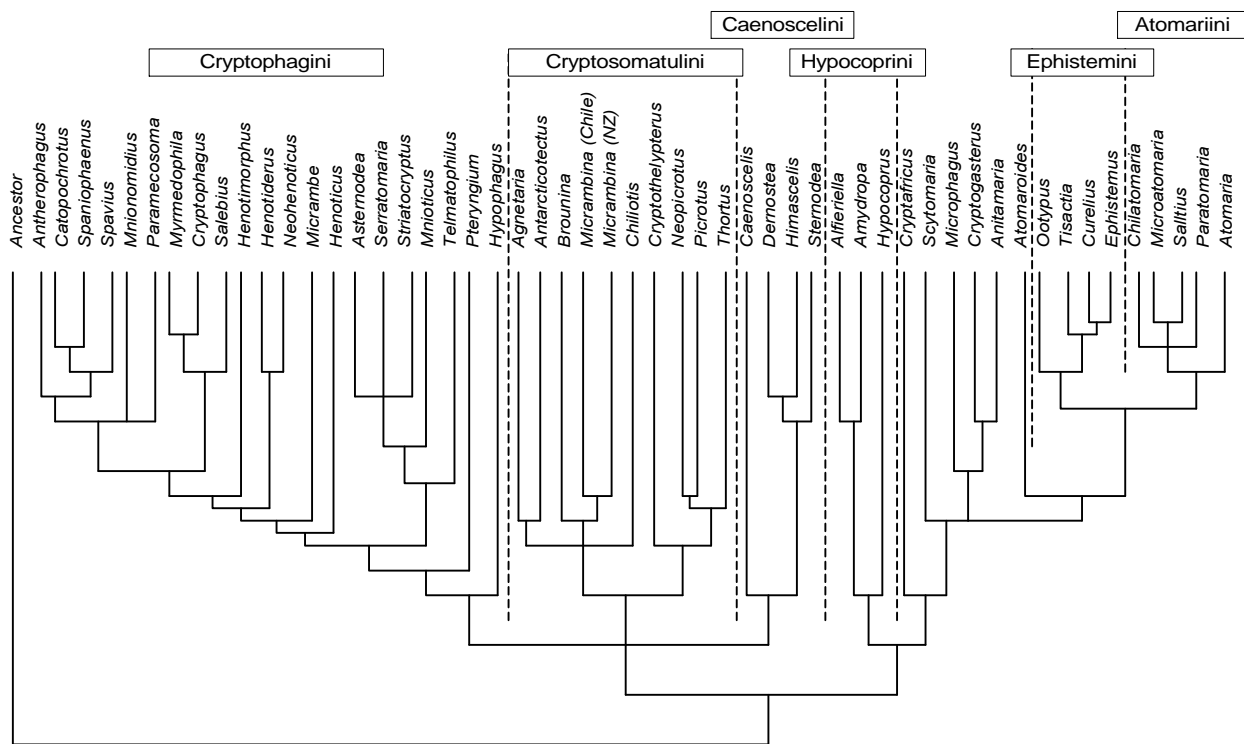 Caenoscelini
Atomariini
Cryptophagini
Cryptosomatulini
Hypocoprini
Ephistemini
Ancestor
Antherophagus
Catopochrotus
Spaniophaenus
Spavius
Mnionomidius
Paramecosoma
Myrmedophila
Cryptophagus
Salebius
Henotimorphus
Henotiderus
Neohenoticus
Micrambe
Henoticus
Asternodea
Serratomaria
Striatocryptus
Mnioticus
Telmatophilus
Pteryngium
Hypophagus
Agnetaria
Antarcticotectus
Brounina
Micrambina (Chile)
Micrambina (NZ)
Chiliotis
Cryptothelypterus
Neopicrotus
Picrotus
Thortus
Caenoscelis
Dernostea
Himascelis
Sternodea
Alfieriella
Amydropa
Hypocoprus
Cryptafricus
Scytomaria
Microphagus
Cryptogasterus
Anitamaria
Atomaroides
Ootypus
Tisactia
Curelius
Ephistemus
Chilatomaria
Microatomaria
Salltius
Paratomaria
Atomaria